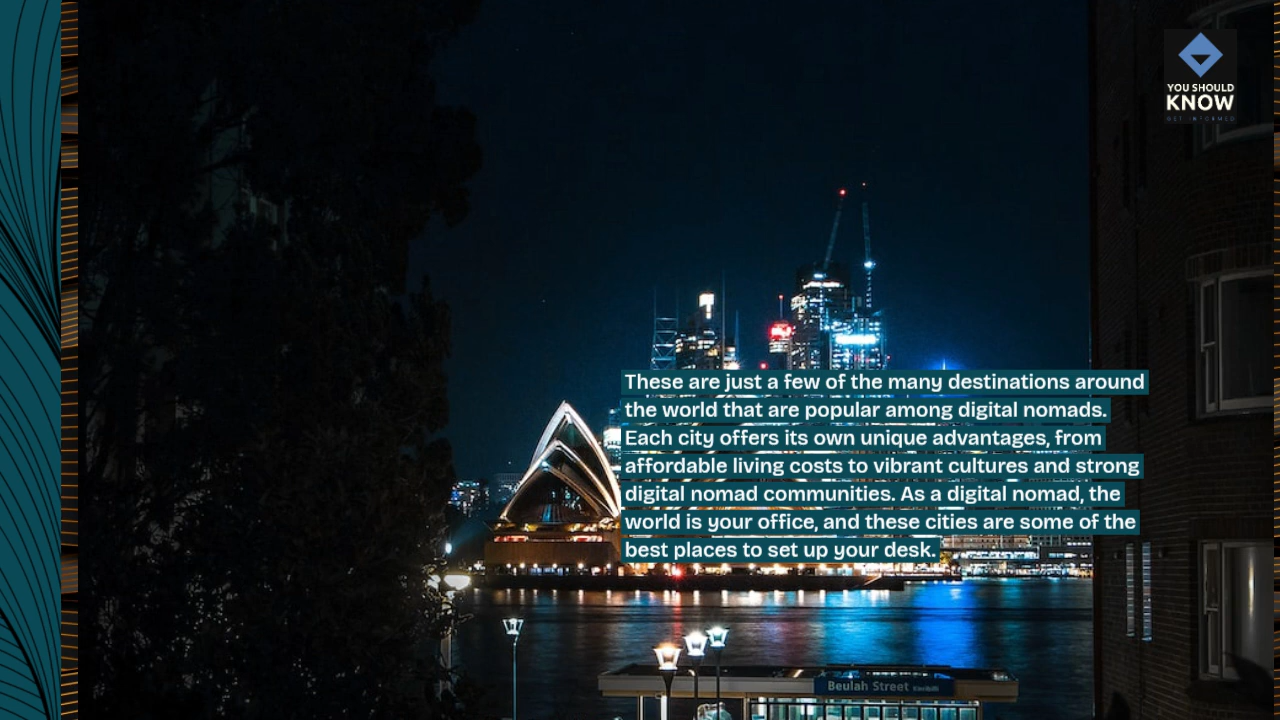 YOU SHOULD
KNOW
GET INFORMED
These are just a few of the many destinations around
the world that are popular among digital nomads.
Each city offers its own unique advantages, from
affordable living costs to vibrant cultures and strong
digital nomad communities. As a digital nomad, the
world is your office, and these cities are some of the
best places to set up your desk.
Beulah Street